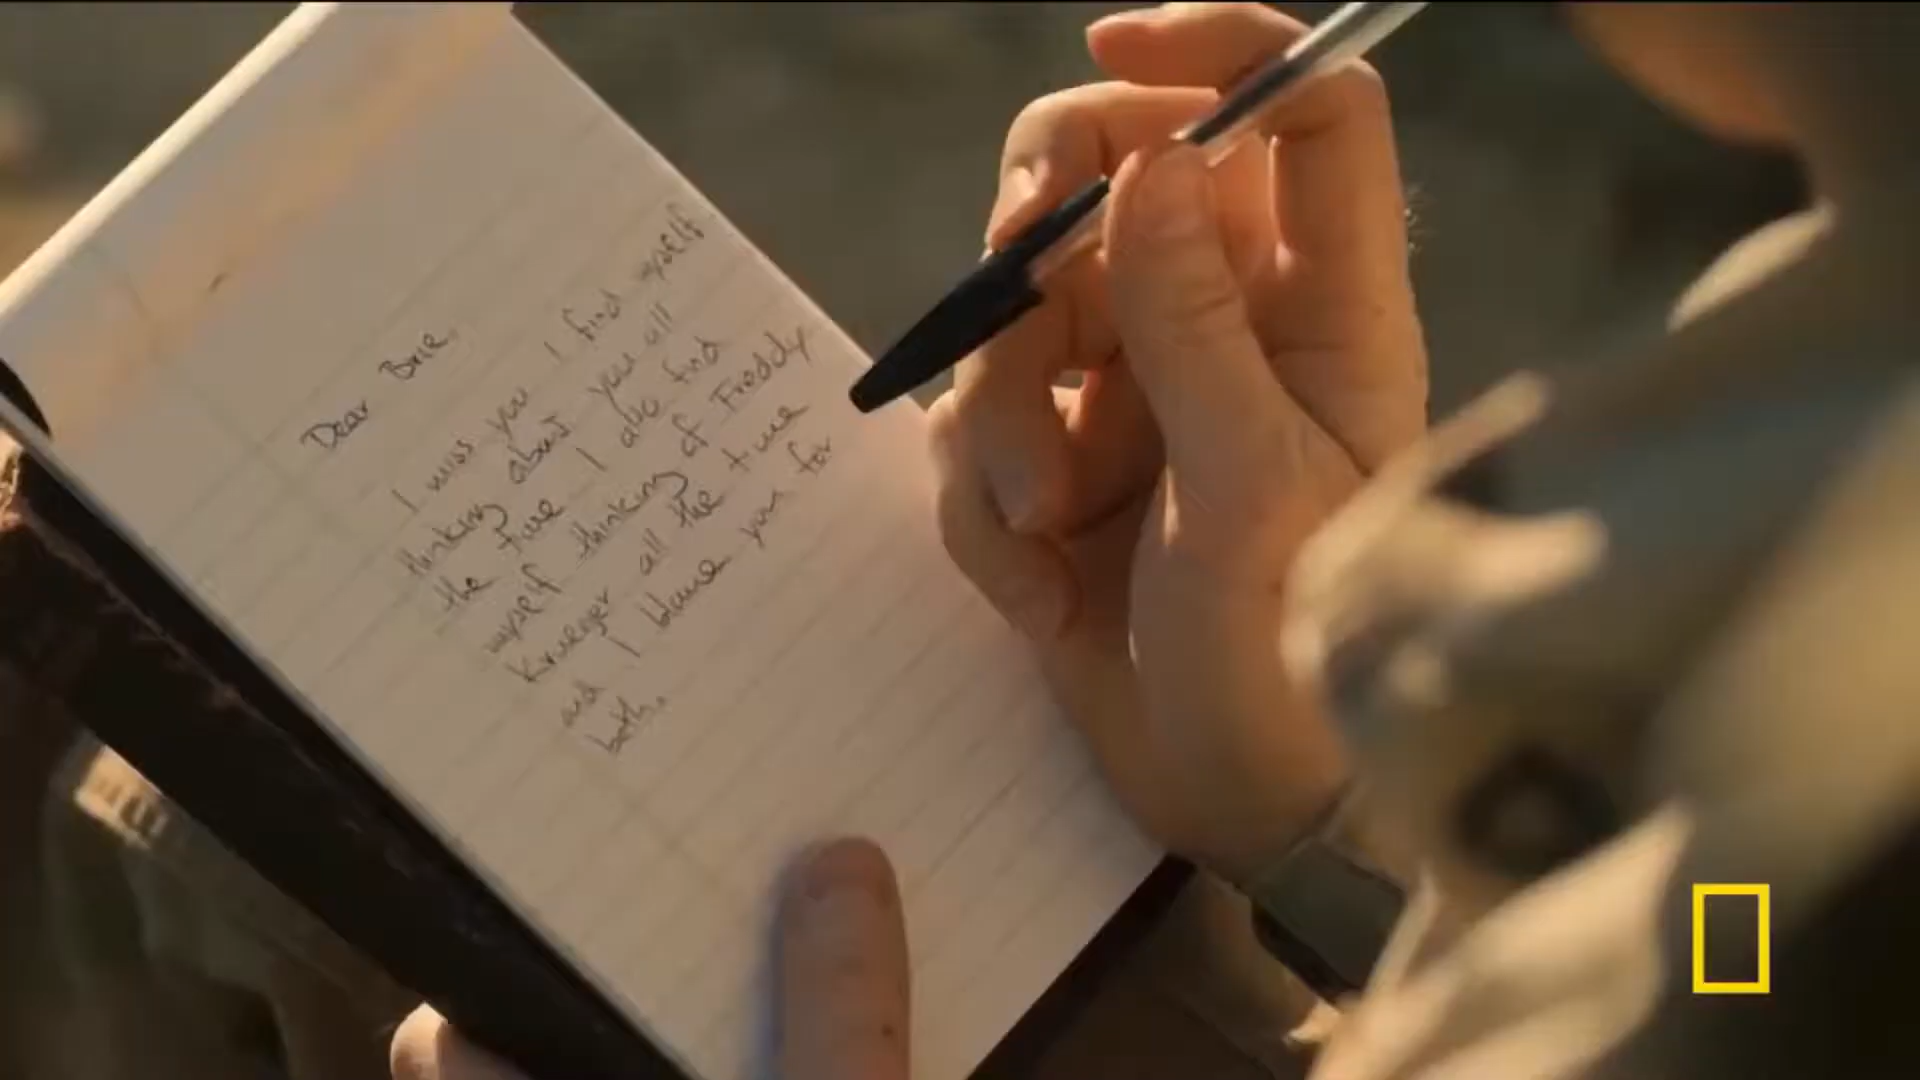 Dear Brie,
I miss you I find myself
thinking about you all
the time I also find
myself thinking of Freddy
Krueger all the time
and I blame you for
both.